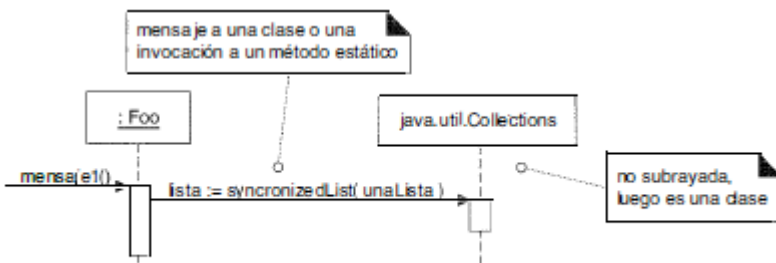 mensaje a una clase o una
invocación a un método estático
: Foo
java.util.Collections
mensaje1()
lista := syncronizedList( unaLista )
no subrayada,
luego es una clase